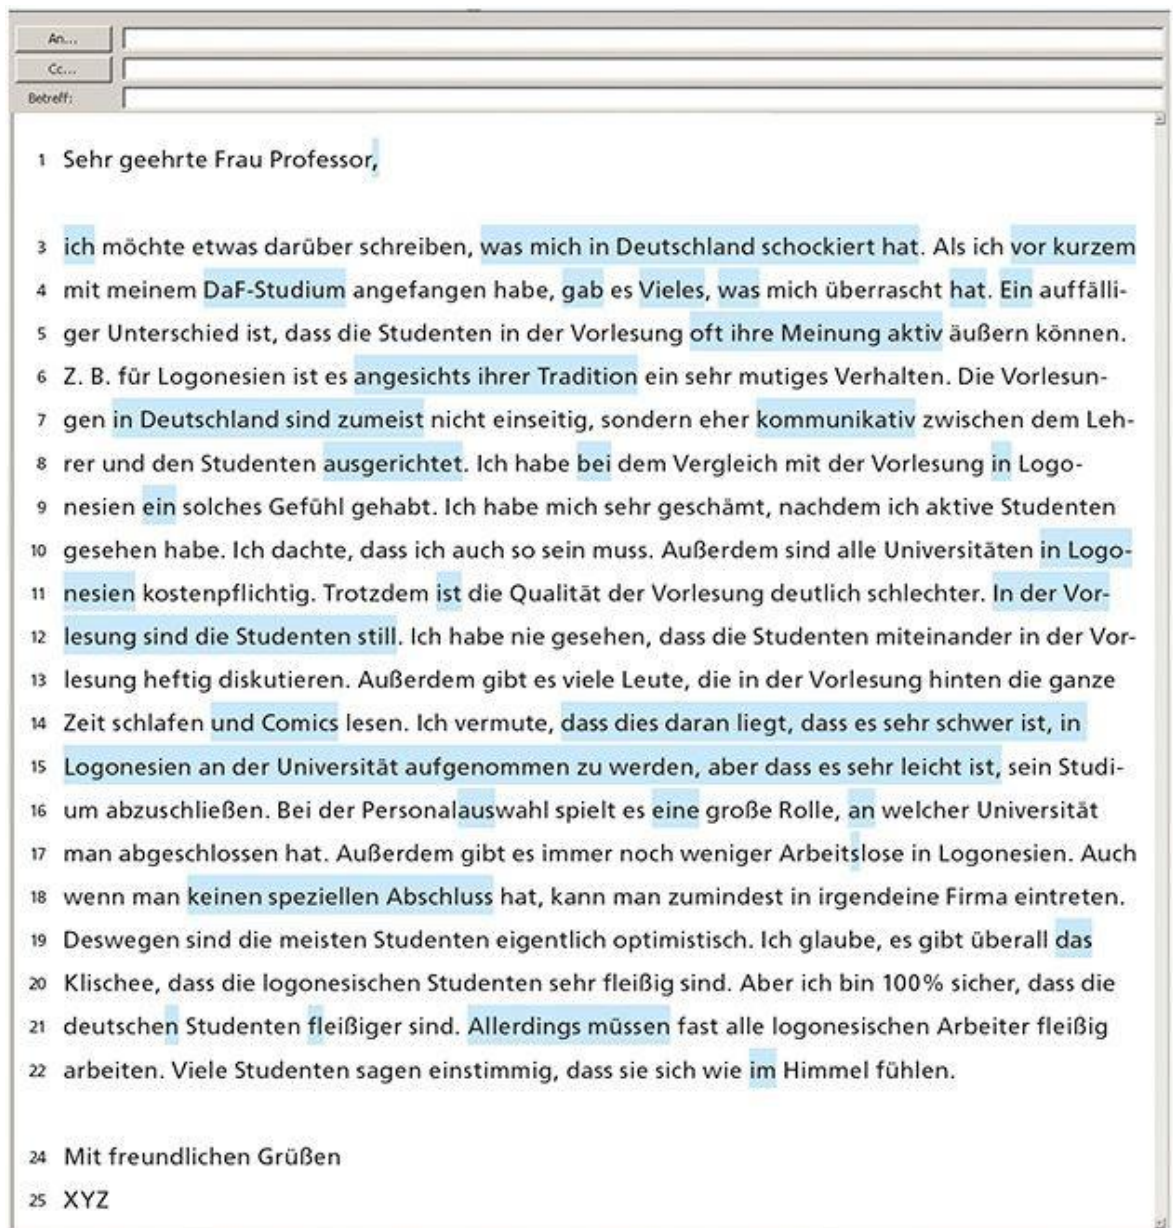 An...
Cc...
Betreff:
1 Sehr geehrte Frau Professor,
3 ich möchte etwas darüber schreiben, was mich in Deutschland schockiert hat. Als ich vor kurzem
4 mit meinem DaF-Studium angefangen habe, gab es Vieles, was mich überrascht hat. Ein auffälli-
5 ger Unterschied ist, dass die Studenten in der Vorlesung oft ihre Meinung aktiv äußern können.
6 Z. B. für Logonesien ist es angesichts ihrer Tradition ein sehr mutiges Verhalten. Die Vorlesun-
7 gen in Deutschland sind zumeist nicht einseitig, sondern eher kommunikativ zwischen dem Leh-
8 rer und den Studenten ausgerichtet. Ich habe bei dem Vergleich mit der Vorlesung in Logo-
9 nesien ein solches Gefühl gehabt. Ich habe mich sehr geschämt, nachdem ich aktive Studenten
10 gesehen habe. Ich dachte, dass ich auch so sein muss. Außerdem sind alle Universitäten in Logo-
11 nesien kostenpflichtig. Trotzdem ist die Qualität der Vorlesung deutlich schlechter. In der Vor-
12 lesung sind die Studenten still. Ich habe nie gesehen, dass die Studenten miteinander in der Vor-
13 lesung heftig diskutieren. Außerdem gibt es viele Leute, die in der Vorlesung hinten die ganze
14 Zeit schlafen und Comics lesen. Ich vermute, dass dies daran liegt, dass es sehr schwer ist, in
15 Logonesien an der Universität aufgenommen zu werden, aber dass es sehr leicht ist, sein Studi-
16 um abzuschließen. Bei der Personalauswahl spielt es eine große Rolle, an welcher Universität
17 man abgeschlossen hat. Außerdem gibt es immer noch weniger Arbeitslose in Logonesien. Auch
18 wenn man keinen speziellen Abschluss hat, kann man zumindest in irgendeine Firma eintreten.
19 Deswegen sind die meisten Studenten eigentlich optimistisch. Ich glaube, es gibt überall das
20 Klischee, dass die logonesischen Studenten sehr fleißig sind. Aber ich bin 100% sicher, dass die
21 deutschen Studenten fleißiger sind. Allerdings müssen fast alle logonesischen Arbeiter fleißig
22 arbeiten. Viele Studenten sagen einstimmig, dass sie sich wie im Himmel fühlen.
24 Mit freundlichen Grüßen
25 XYZ